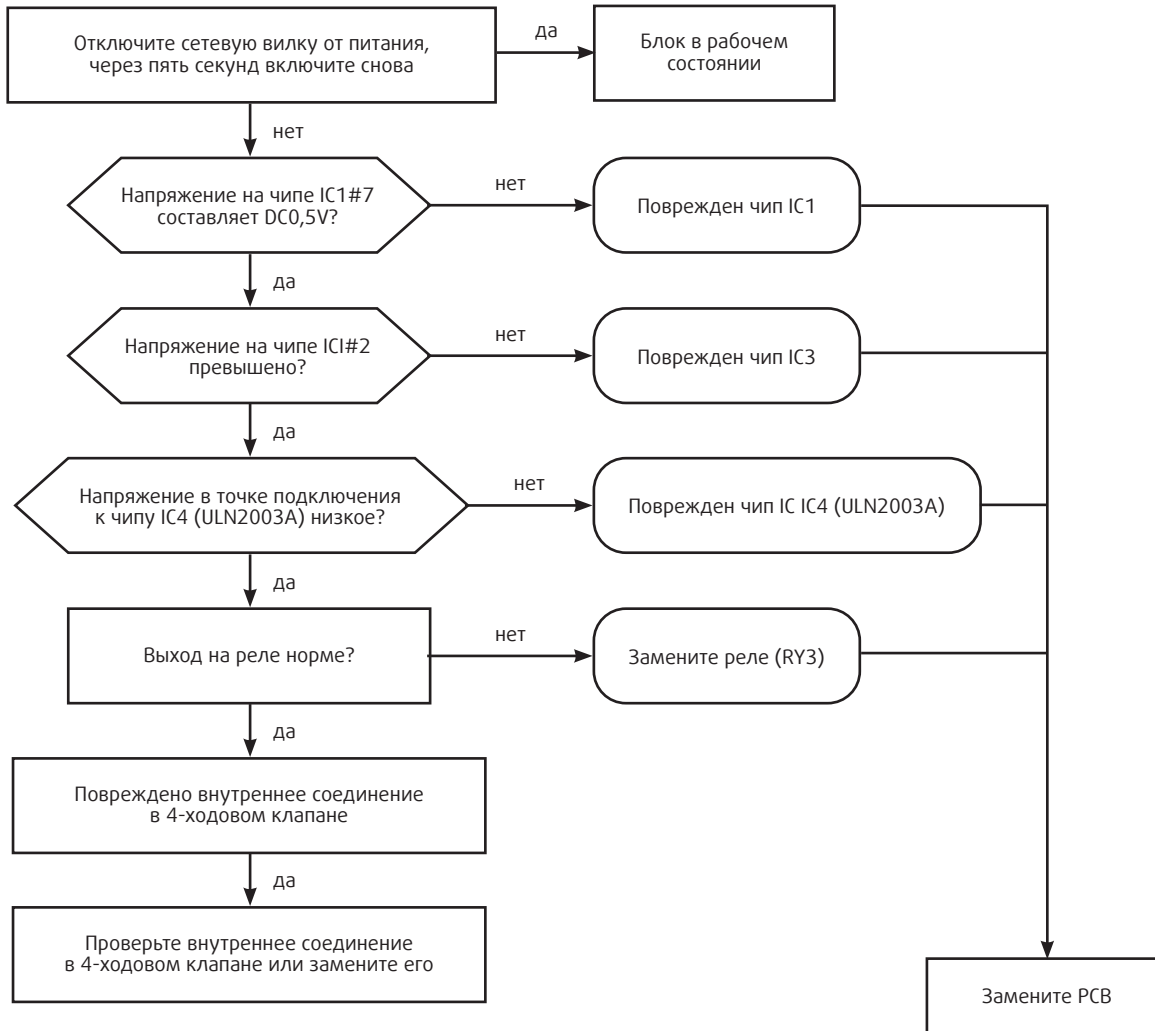 Отключите сетевую вилку от питания,
через пять секунд включите снова
да
Блок в рабочем
состоянии
нет
Напряжение на чипе IC1#7
составляет DC0,5V?
нет
Поврежден чип IC1
да
Напряжение на чипе ICI#2
превышено?
нет
Поврежден чип IC3
да
Напряжение в точке подключения
к чипу IC4 (ULN2003A) низкое?
нет
Поврежден чип IC IC4 (ULN2003A)
да
Выход на реле норме?
нет
Замените реле (RY3)
да
Повреждено внутреннее соединение
в 4-ходовом клапане
да
Проверьте внутреннее соединение
в 4-ходовом клапане или замените его
Замените PCB